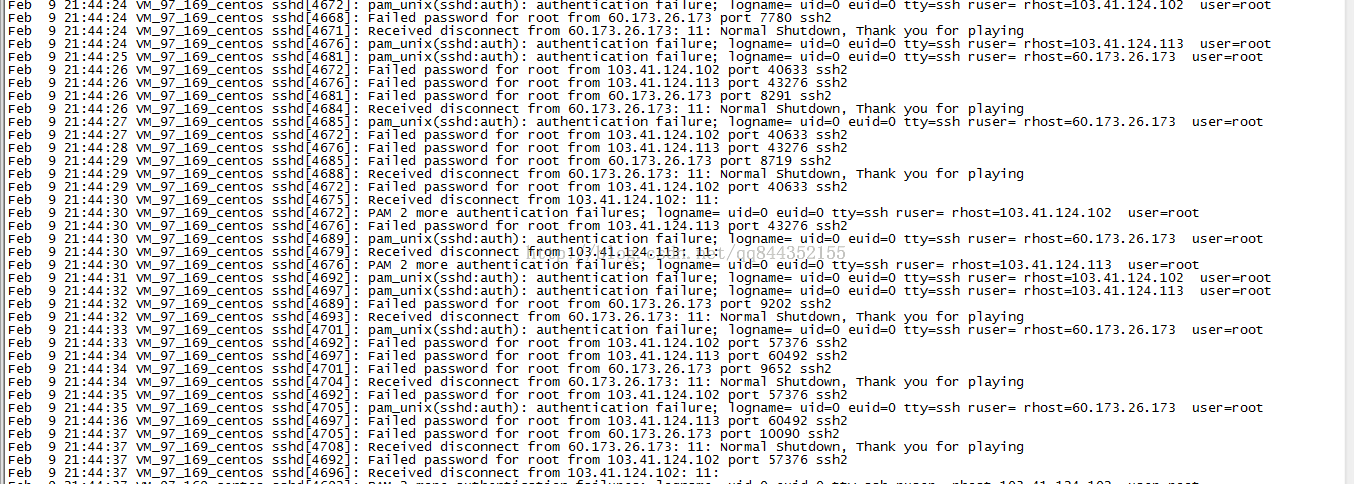 Feb  9 21:44:24 VM_97_169_centos sshd[4672]: pam_unix(sshd:auth): authentication failure; logname= uid=0 euid=0 tty=ssh ruser= rhost=103.41.124.102  user=root
Feb  9 21:44:24 VM_97_169_centos sshd[4668]: Failed password for root from 60.173.26.173 port 7780 ssh2
Feb  9 21:44:24 VM_97_169_centos sshd[4671]: Received disconnect from 60.173.26.173: 11: Normal Shutdown, Thank you for playing
Feb  9 21:44:24 VM_97_169_centos sshd[4676]: pam_unix(sshd:auth): authentication failure; logname= uid=0 euid=0 tty=ssh ruser= rhost=103.41.124.113  user=root
Feb  9 21:44:25 VM_97_169_centos sshd[4681]: pam_unix(sshd:auth): authentication failure; logname= uid=0 euid=0 tty=ssh ruser= rhost=60.173.26.173  user=root
Feb  9 21:44:26 VM_97_169_centos sshd[4672]: Failed password for root from 103.41.124.102 port 40633 ssh2
Feb  9 21:44:26 VM_97_169_centos sshd[4676]: Failed password for root from 103.41.124.113 port 43276 ssh2
Feb  9 21:44:26 VM_97_169_centos sshd[4681]: Failed password for root from 60.173.26.173 port 8291 ssh2
Feb  9 21:44:26 VM_97_169_centos sshd[4684]: Received disconnect from 60.173.26.173: 11: Normal Shutdown, Thank you for playing
Feb  9 21:44:27 VM_97_169_centos sshd[4685]: pam_unix(sshd:auth): authentication failure; logname= uid=0 euid=0 tty=ssh ruser= rhost=60.173.26.173  user=root
Feb  9 21:44:27 VM_97_169_centos sshd[4672]: Failed password for root from 103.41.124.102 port 40633 ssh2
Feb  9 21:44:28 VM_97_169_centos sshd[4676]: Failed password for root from 103.41.124.113 port 43276 ssh2
Feb  9 21:44:29 VM_97_169_centos sshd[4685]: Failed password for root from 60.173.26.173 port 8719 ssh2
Feb  9 21:44:29 VM_97_169_centos sshd[4688]: Received disconnect from 60.173.26.173: 11: Normal Shutdown, Thank you for playing
Feb  9 21:44:29 VM_97_169_centos sshd[4672]: Failed password for root from 103.41.124.102 port 40633 ssh2
Feb  9 21:44:30 VM_97_169_centos sshd[4675]: Received disconnect from 103.41.124.102: 11:
Feb  9 21:44:30 VM_97_169_centos sshd[4672]: PAM 2 more authentication failures; logname= uid=0 euid=0 tty=ssh ruser= rhost=103.41.124.102  user=root
Feb  9 21:44:30 VM_97_169_centos sshd[4676]: Failed password for root from 103.41.124.113 port 43276 ssh2
Feb  9 21:44:30 VM_97_169_centos sshd[4689]: pam_unix(sshd:auth): authentication failure; logname= uid=0 euid=0 tty=ssh ruser= rhost=60.173.26.173  user=root
Feb  9 21:44:30 VM_97_169_centos sshd[4679]: Received disconnect from 103.41.124.113: 11:
http://blog.csdn.net/qq844352155
Feb  9 21:44:30 VM_97_169_centos sshd[4676]: PAM 2 more authentication failures; logname= uid=0 euid=0 tty=ssh ruser= rhost=103.41.124.113  user=root
Feb  9 21:44:31 VM_97_169_centos sshd[4692]: pam_unix(sshd:auth): authentication failure; logname= uid=0 euid=0 tty=ssh ruser= rhost=103.41.124.102  user=root
Feb  9 21:44:32 VM_97_169_centos sshd[4697]: pam_unix(sshd:auth): authentication failure; logname= uid=0 euid=0 tty=ssh ruser= rhost=103.41.124.113  user=root
Feb  9 21:44:32 VM_97_169_centos sshd[4689]: Failed password for root from 60.173.26.173 port 9202 ssh2
Feb  9 21:44:32 VM_97_169_centos sshd[4693]: Received disconnect from 60.173.26.173: 11: Normal Shutdown, Thank you for playing
Feb  9 21:44:33 VM_97_169_centos sshd[4701]: pam_unix(sshd:auth): authentication failure; logname= uid=0 euid=0 tty=ssh ruser= rhost=60.173.26.173  user=root
Feb  9 21:44:33 VM_97_169_centos sshd[4692]: Failed password for root from 103.41.124.102 port 57376 ssh2
Feb  9 21:44:34 VM_97_169_centos sshd[4697]: Failed password for root from 103.41.124.113 port 60492 ssh2
Feb  9 21:44:34 VM_97_169_centos sshd[4701]: Failed password for root from 60.173.26.173 port 9652 ssh2
Feb  9 21:44:34 VM_97_169_centos sshd[4704]: Received disconnect from 60.173.26.173: 11: Normal Shutdown, Thank you for playing
Feb  9 21:44:35 VM_97_169_centos sshd[4692]: Failed password for root from 103.41.124.102 port 57376 ssh2
Feb  9 21:44:35 VM_97_169_centos sshd[4705]: pam_unix(sshd:auth): authentication failure; logname= uid=0 euid=0 tty=ssh ruser= rhost=60.173.26.173  user=root
Feb  9 21:44:36 VM_97_169_centos sshd[4697]: Failed password for root from 103.41.124.113 port 60492 ssh2
Feb  9 21:44:37 VM_97_169_centos sshd[4705]: Failed password for root from 60.173.26.173 port 10090 ssh2
Feb  9 21:44:37 VM_97_169_centos sshd[4708]: Received disconnect from 60.173.26.173: 11: Normal Shutdown, Thank you for playing
Feb  9 21:44:37 VM_97_169_centos sshd[4692]: Failed password for root from 103.41.124.102 port 57376 ssh2
Feb  9 21:44:37 VM_97_169_centos sshd[4696]: Received disconnect from 103.41.124.102: 11: